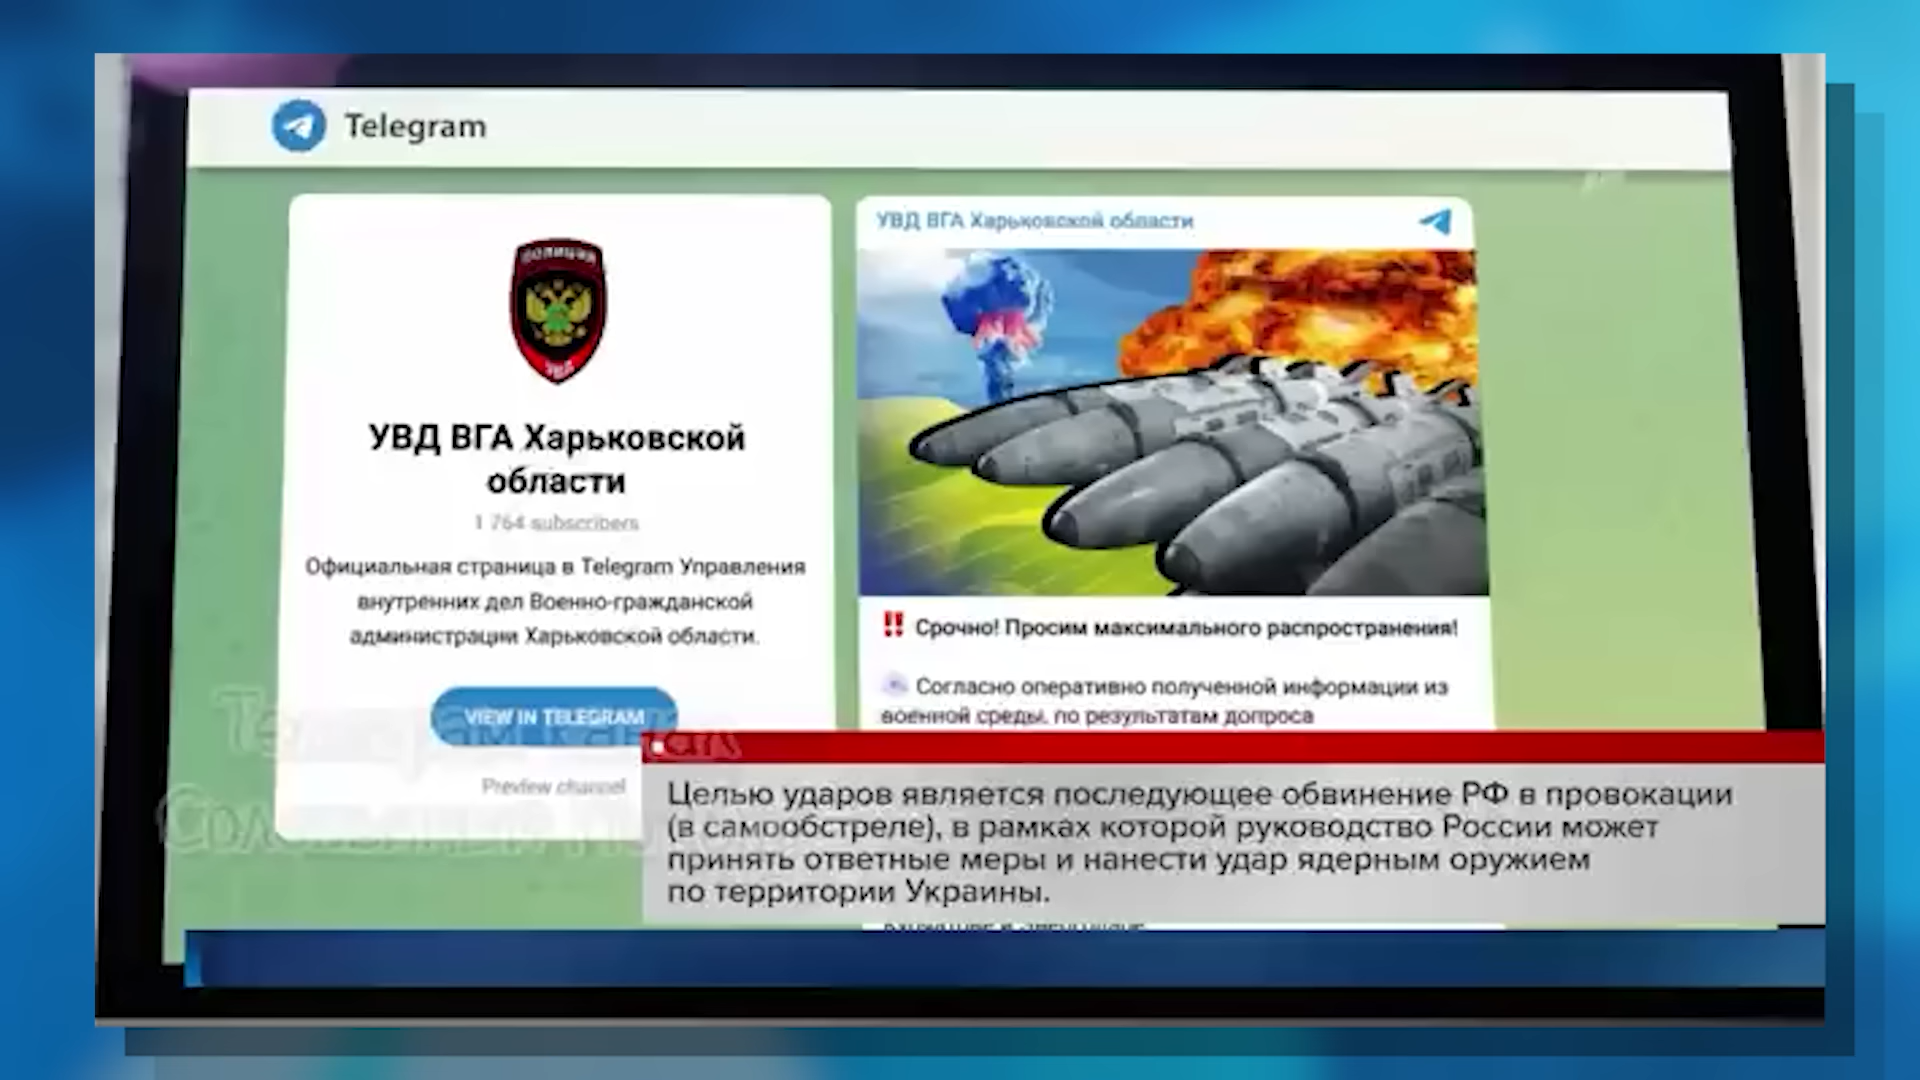 Telegram
ПОЛИЦИЯ
УВД
УВД ВГА Харьковской
области
1 764 subscribers
Официальная страница в Telegram Управления
внутренних дел Военно-гражданской
администрации Харьковской области.
VIEW IN TELEGRAM
Preview channel
УВД ВГА Харьковской области
‼ Срочно! Просим максимального распространения!
Согласно оперативно полученной информации из
военной среды, по результатам допроса
Целью ударов является последующее обвинение РФ в провокации
(в самообстреле), в рамках которой руководство России может
принять ответные меры и нанести удар ядерным оружием
по территории Украины.